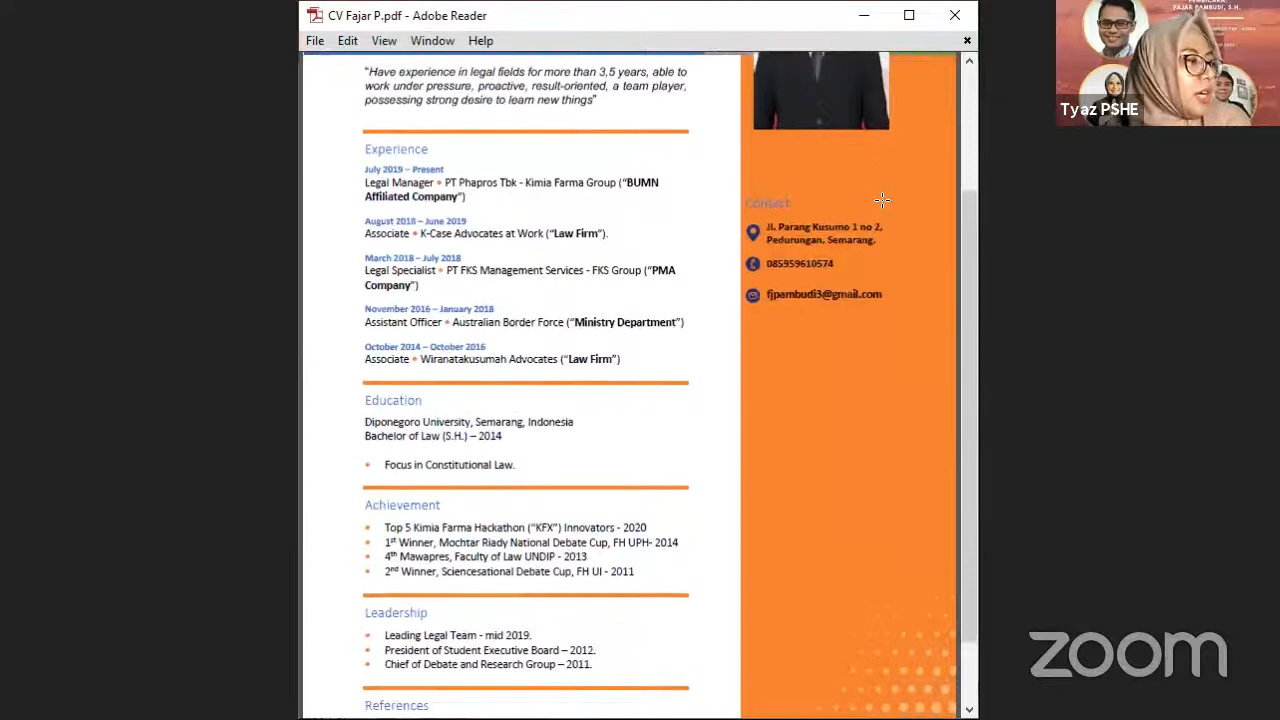 CV Fajar P.pdf - Adobe Reader
File Edit View Window Help
"Have experience in legal fields for more than 3,5 years, able to
work under pressure, proactive, result-oriented, a team player,
possessing strong desire to learn new things"
Experience
July 2019 – Present
Legal Manager • PT Phapros Tbk - Kimia Farma Group ("BUMN
Affiliated Company")
August 2018 – June 2019
Associate • K-Case Advocates at Work ("Law Firm").
March 2018 – July 2018
Legal Specialist • PT FKS Management Services - FKS Group ("PMA
Company")
November 2016 – January 2018
Assistant Officer • Australian Border Force ("Ministry Department")
October 2014 – October 2016
Associate • Wiranatakusumah Advocates ("Law Firm")
Education
Diponegoro University, Semarang, Indonesia
Bachelor of Law (S.H.) – 2014
• Focus in Constitutional Law.
Achievement
• Top 5 Kimia Farma Hackathon ("KFX") Innovators - 2020
• 1st Winner, Mochtar Riady National Debate Cup, FH UPH- 2014
• 4th Mawapres, Faculty of Law UNDIP - 2013
• 2nd Winner, Sciencesational Debate Cup, FH UI - 2011
Leadership
• Leading Legal Team - mid 2019.
• President of Student Executive Board – 2012.
• Chief of Debate and Research Group – 2011.
References
Contact
Jl. Parang Kusumo 1 no 2,
Pedurungan, Semarang.
085959610574
fjpambudi3@gmail.com
FAJAR PAMBUDI, S.H.
Tyaz PSHE
zoom